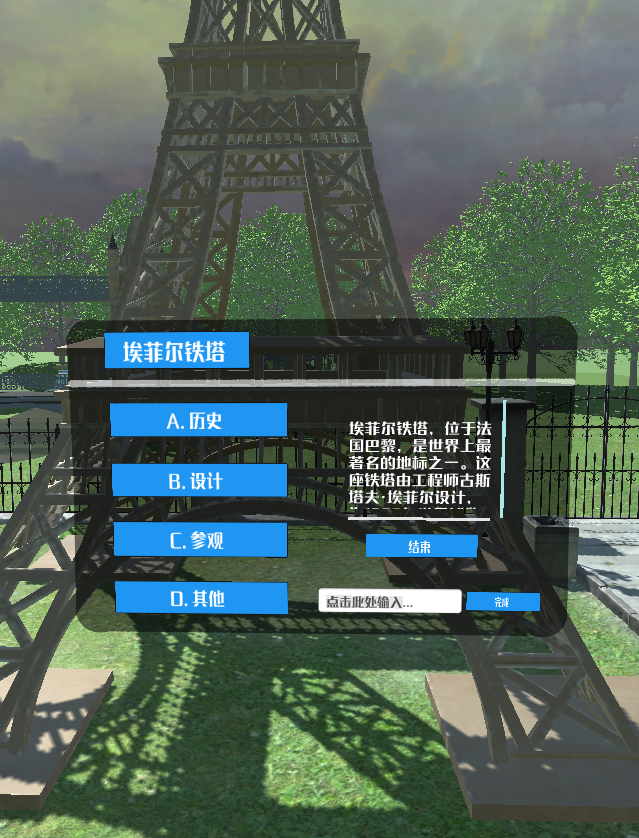 埃菲尔铁塔
A. 历史
B. 设计
C. 参观
D. 其他
埃菲尔铁塔，位于法
国巴黎，是世界上最
著名的地标之一。这
座铁塔由工程师古斯
塔夫·埃菲尔设计，
结束
点击此处输入...
完成